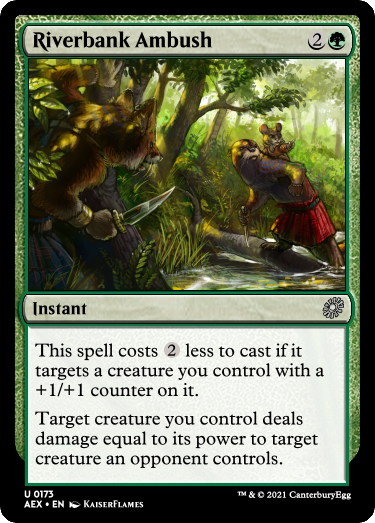 Riverbank Ambush 2
Instant
This spell costs 2 less to cast if it
targets a creature you control with a
+1/+1 counter on it.
Target creature you control deals
damage equal to its power to target
creature an opponent controls.
U 0173
AEX • EN KaiserFlames
™ & © 2021 CanterburyEgg